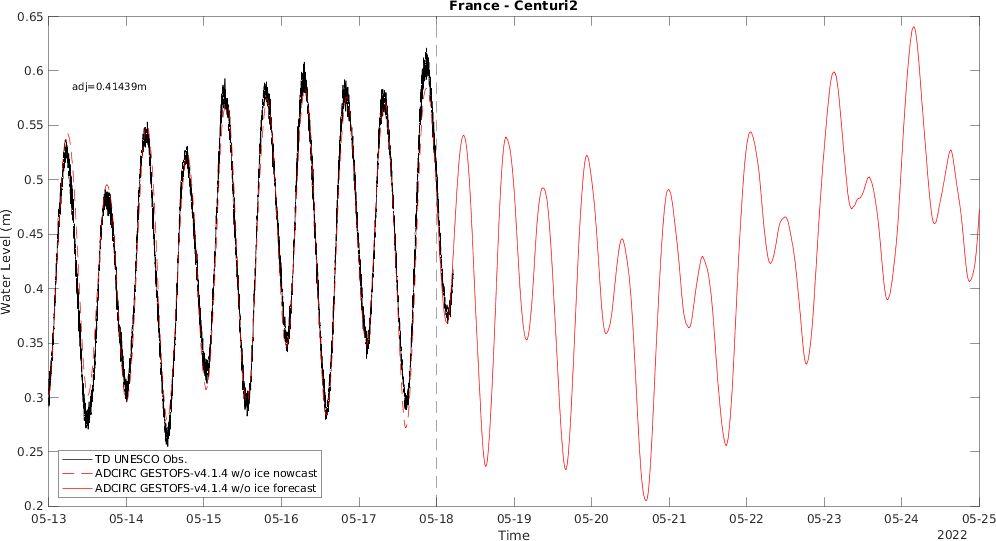 France - Centuri2
0.65
0.6
0.55
0.5
0.45
0.4
0.35
0.3
0.25
0.2
Water Level (m)
adj=0.41439m
TD UNESCO Obs.
ADCIRC GESTOFS-v4.1.4 w/o ice nowcast
ADCIRC GESTOFS-v4.1.4 w/o ice forecast
05-13 05-14 05-15 05-16 05-17 05-18 05-19 05-20 05-21 05-22 05-23 05-24 05-25
Time
2022